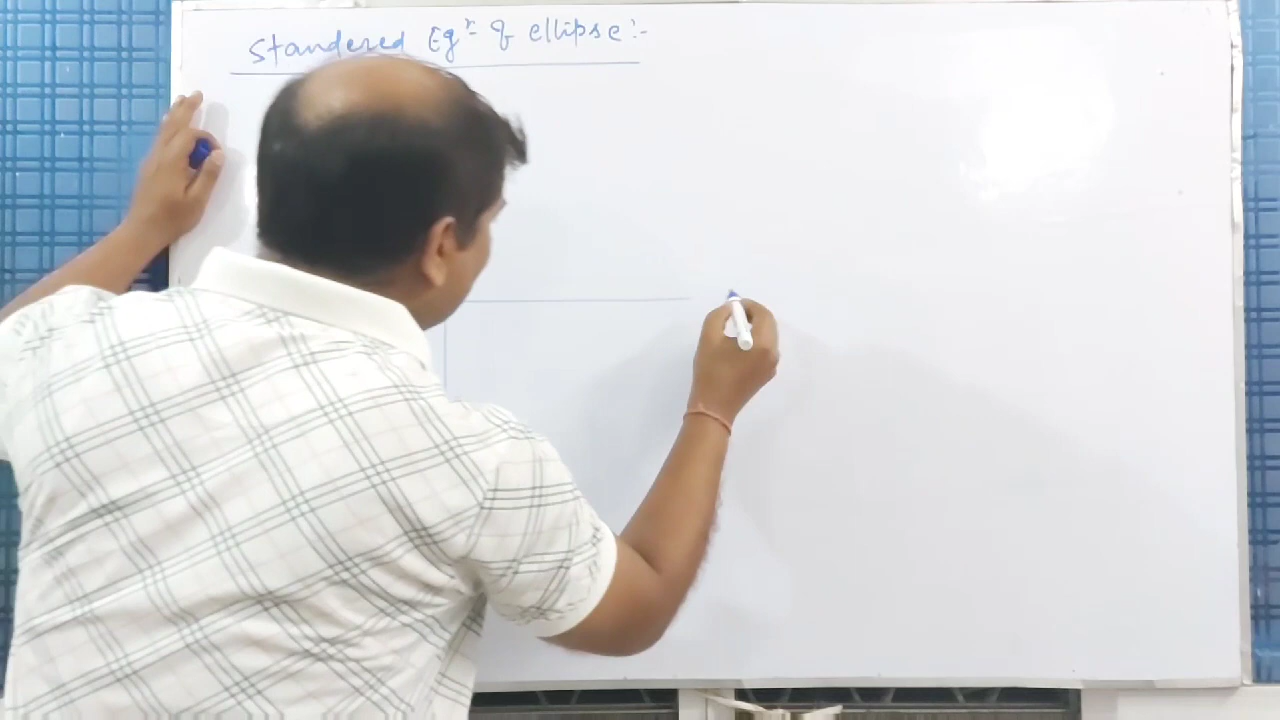 Standered Eqⁿ of ellipse :-